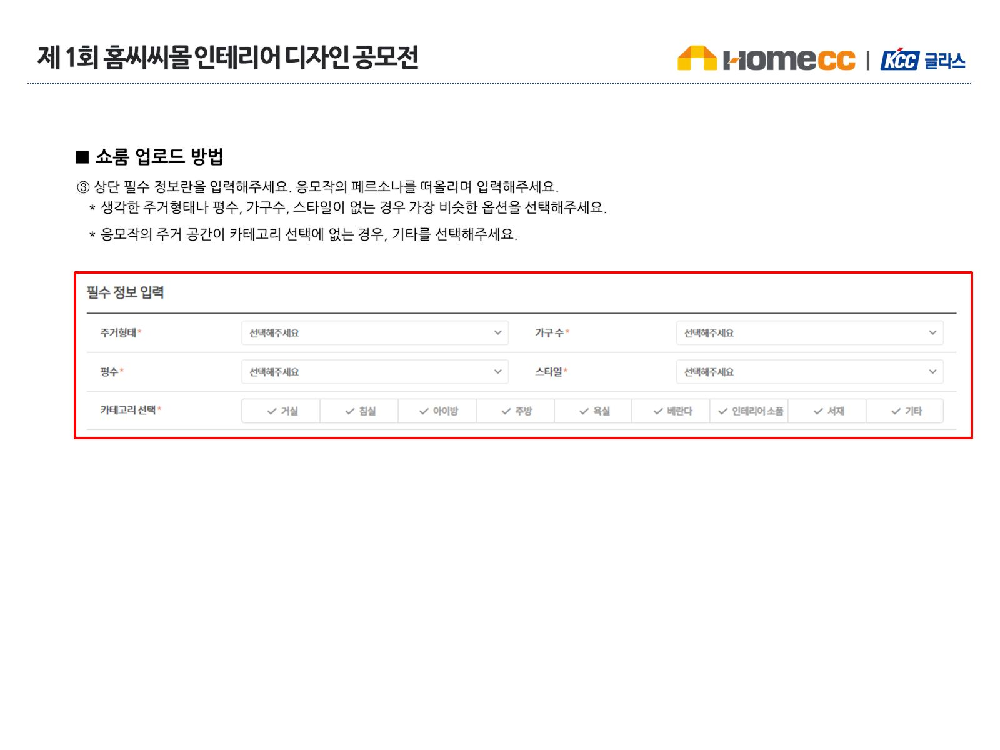 제 1회 홈씨씨몰 인테리어 디자인 공모전
HomeCC | KCC 글라스
■ 쇼룸 업로드 방법
③ 상단 필수 정보란을 입력해주세요. 응모작의 페르소나를 떠올리며 입력해주세요.
* 생각한 주거형태나 평수, 가구수, 스타일이 없는 경우 가장 비슷한 옵션을 선택해주세요.
* 응모작의 주거 공간이 카테고리 선택에 없는 경우, 기타를 선택해주세요.
필수 정보 입력
주거형태* 선택해주세요 가구 수* 선택해주세요
평수* 선택해주세요 스타일* 선택해주세요
카테고리 선택* ✓ 거실 ✓ 침실 ✓ 아이방 ✓ 주방 ✓ 욕실 ✓ 베란다 ✓ 인테리어 소품 ✓ 서재 ✓ 기타